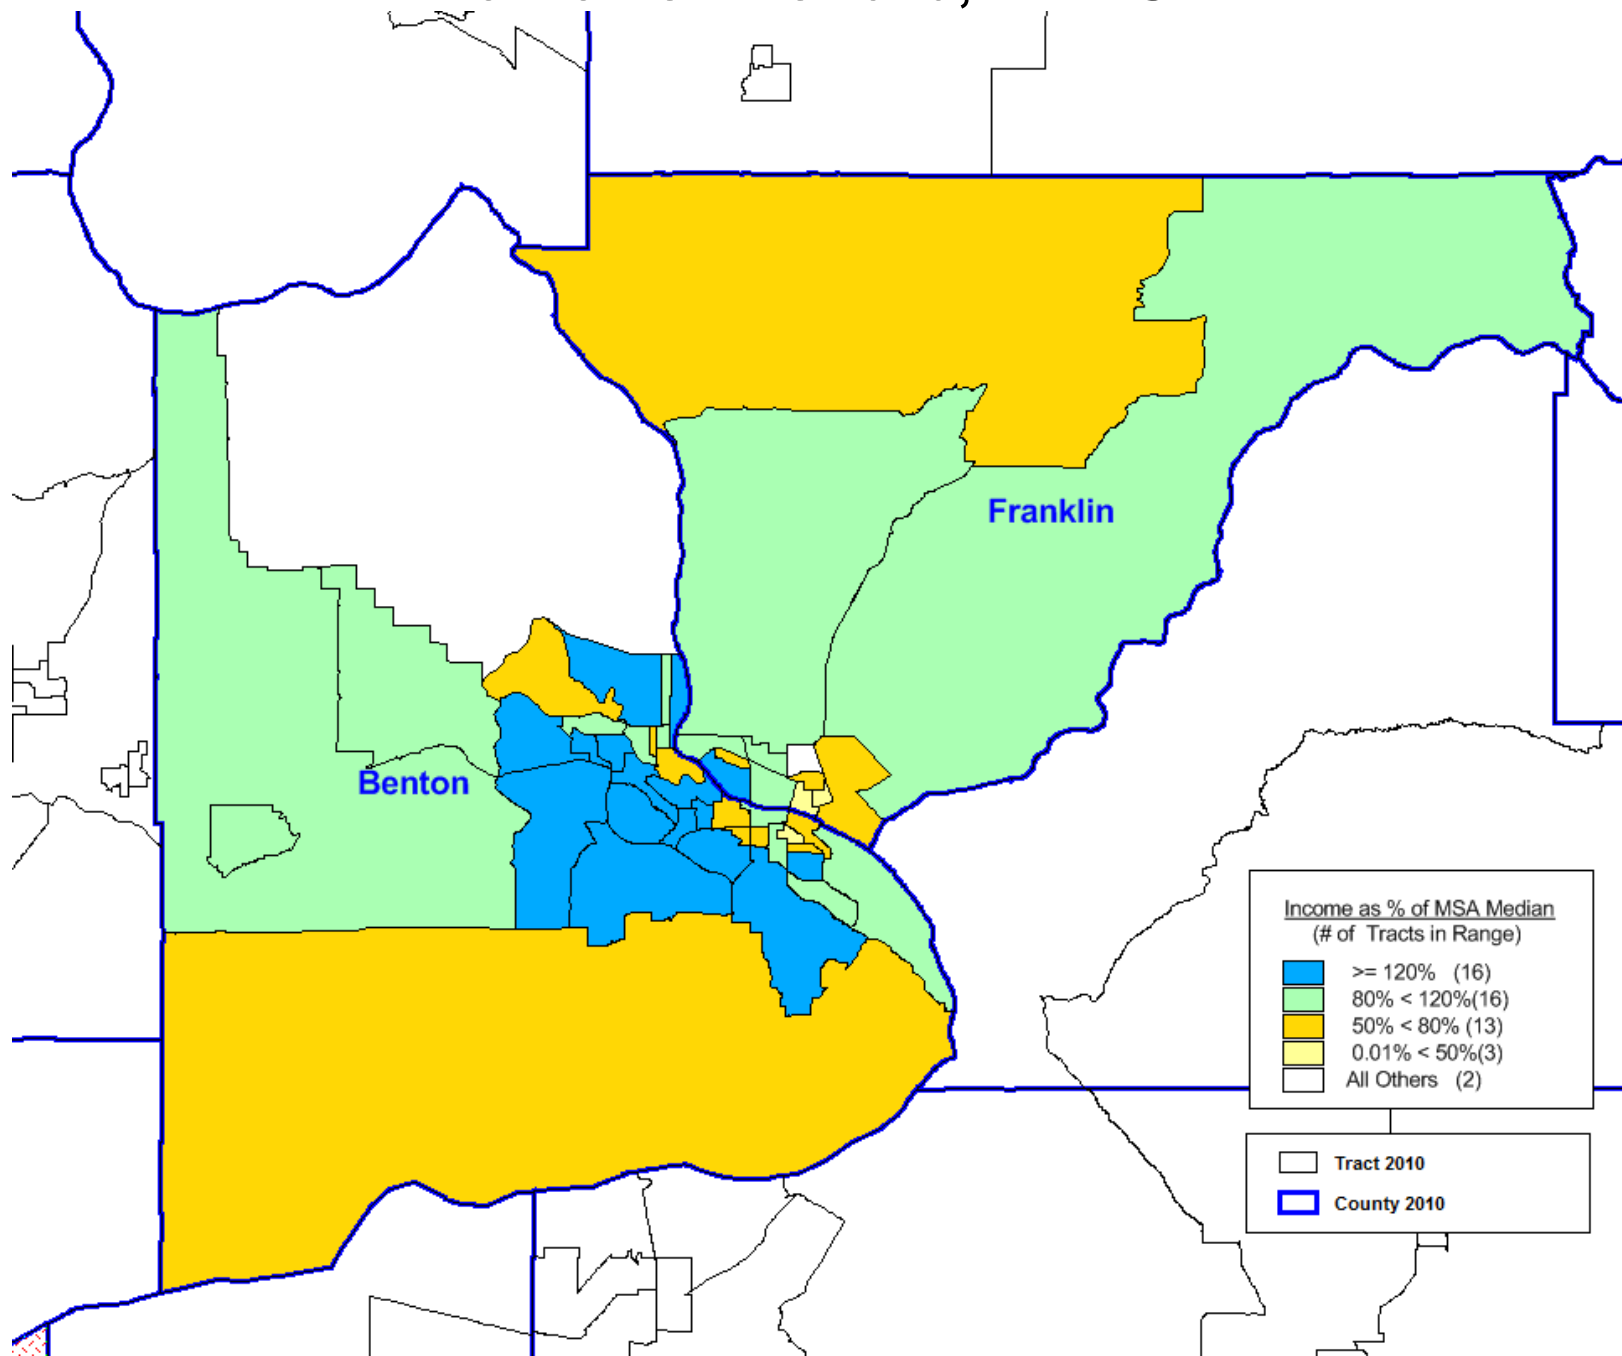 Franklin
Benton
Income as % of MSA Median
(# of Tracts in Range)
>= 120% (16)
80% < 120%(16)
50% < 80% (13)
0.01% < 50%(3)
All Others (2)
Tract 2010
County 2010